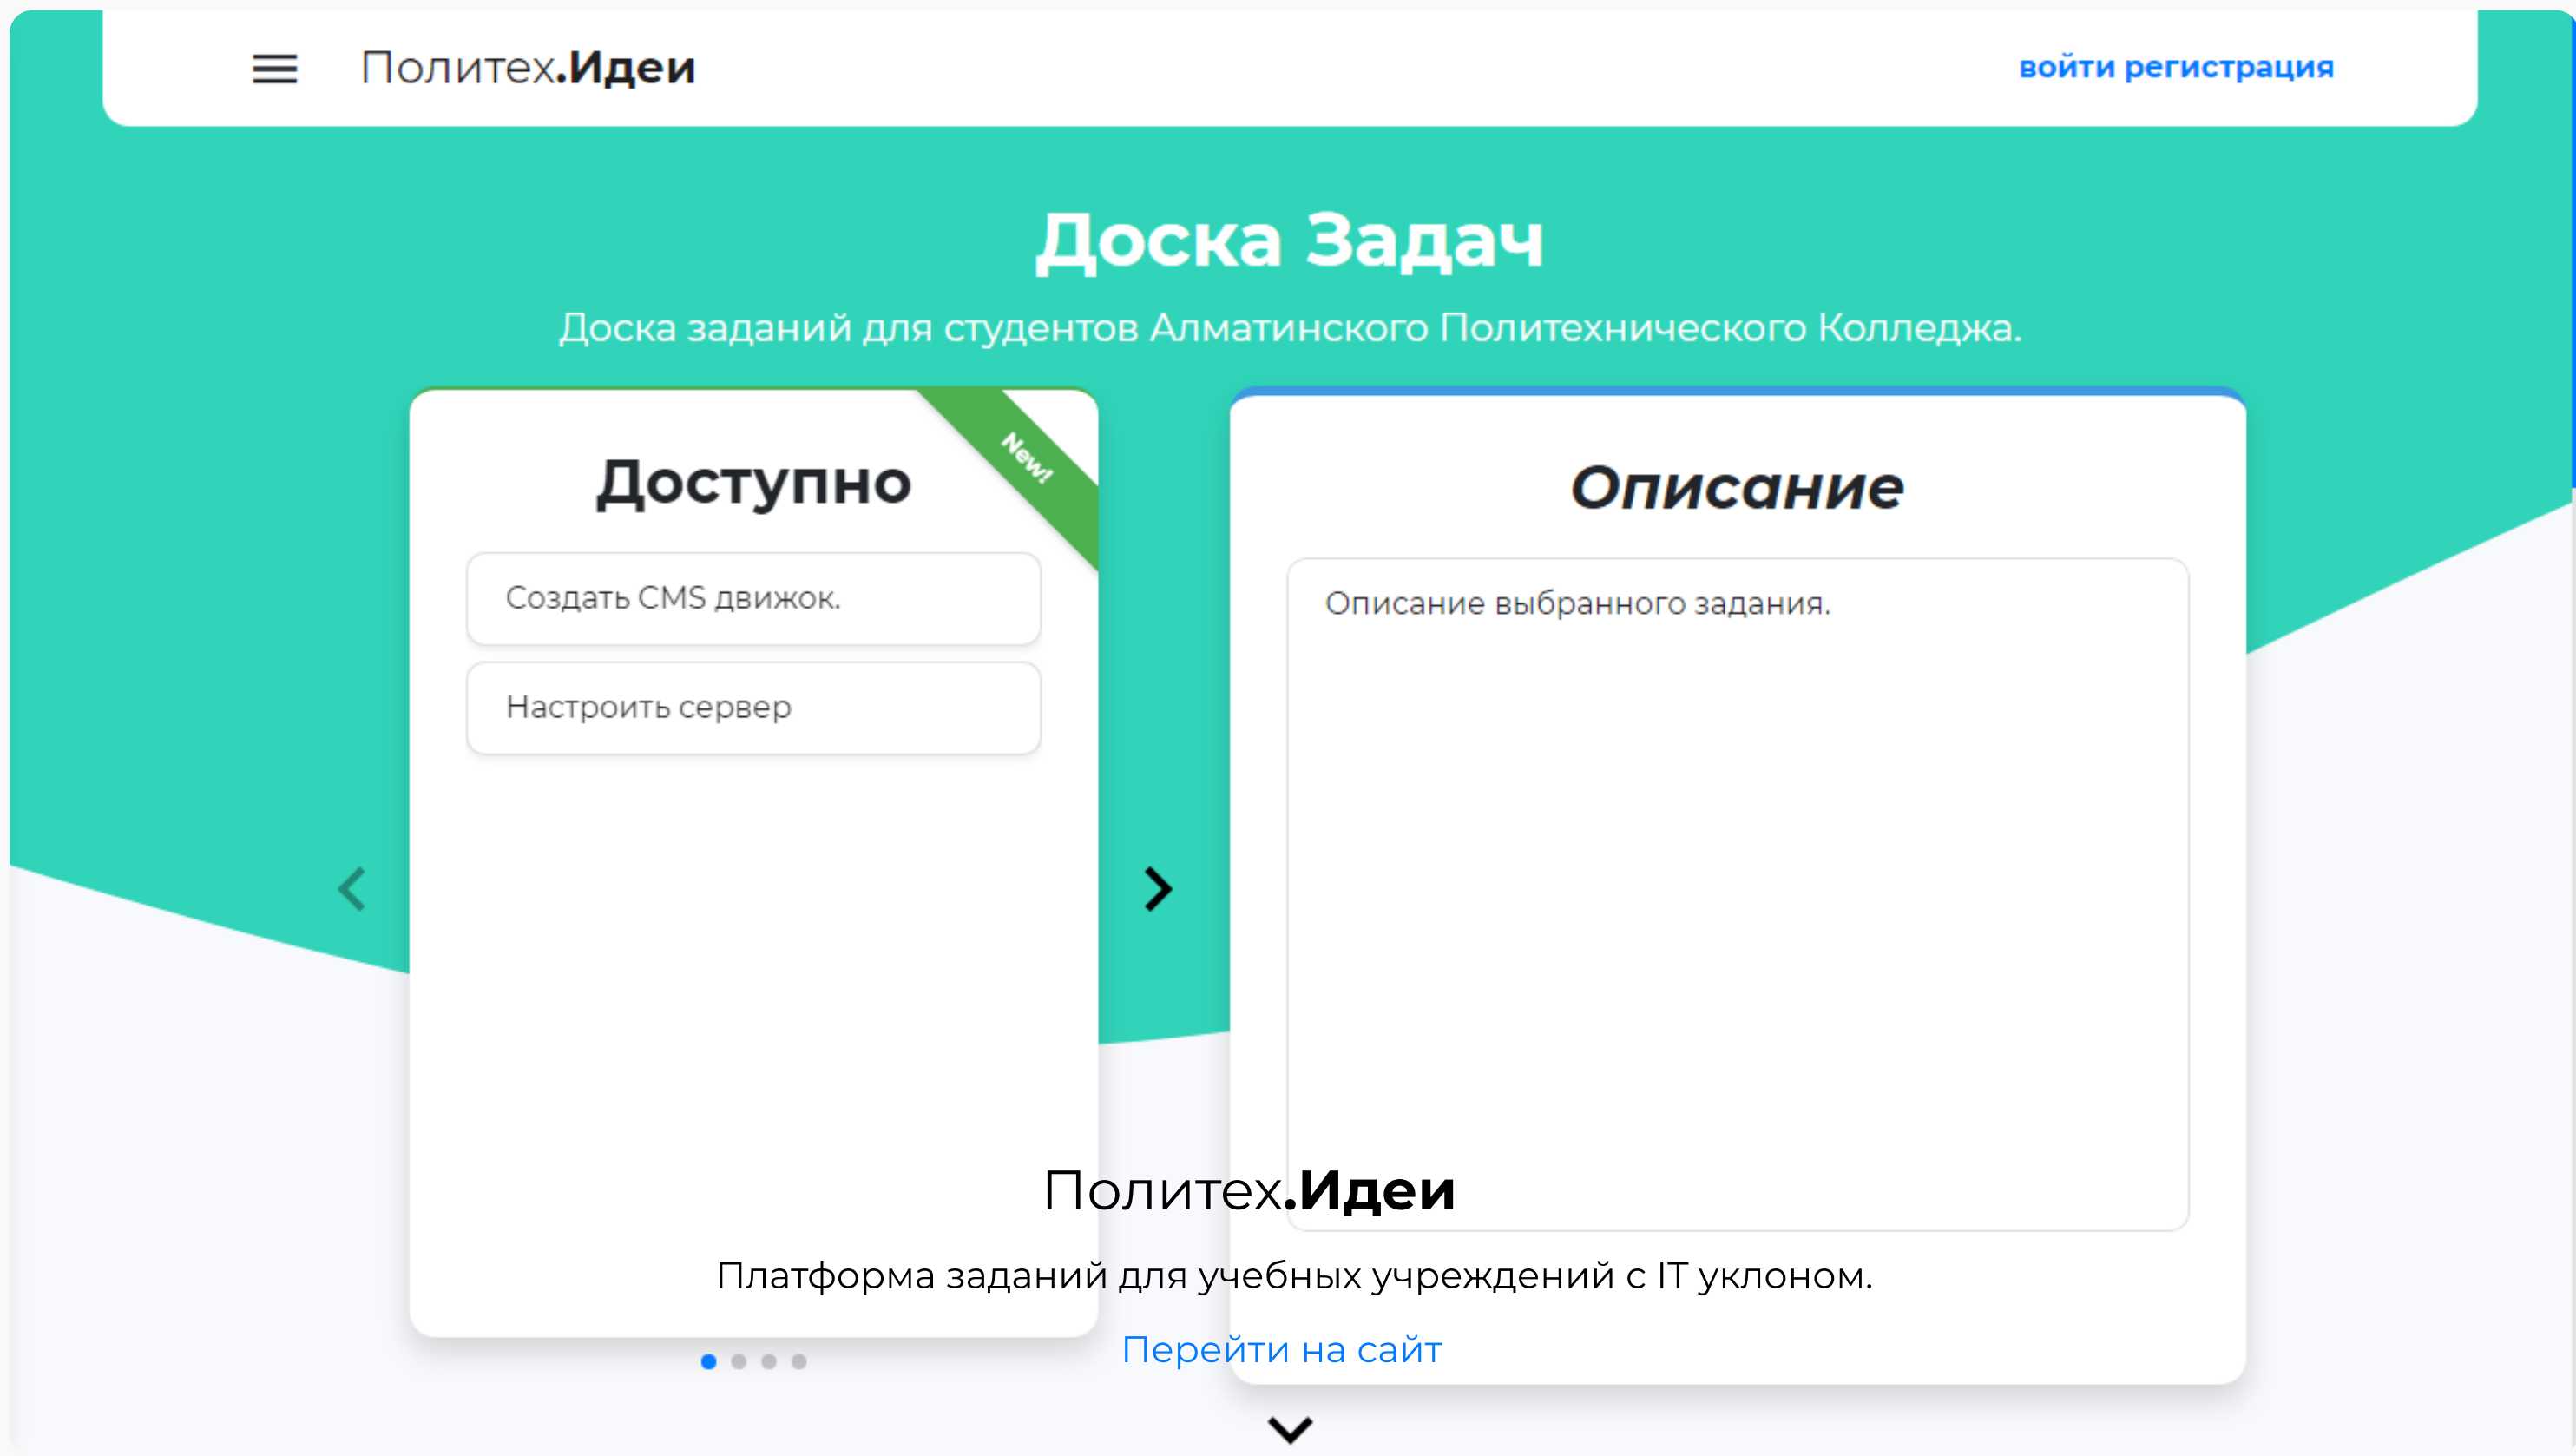 Политех.Идеи
войти регистрация
Доска Задач
Доска заданий для студентов Алматинского Политехнического Колледжа.
Доступно
New!
Создать CMS движок.
Настроить сервер
Описание
Описание выбранного задания.
Политех.Идеи
Платформа заданий для учебных учреждений с IT уклоном.
Перейти на сайт